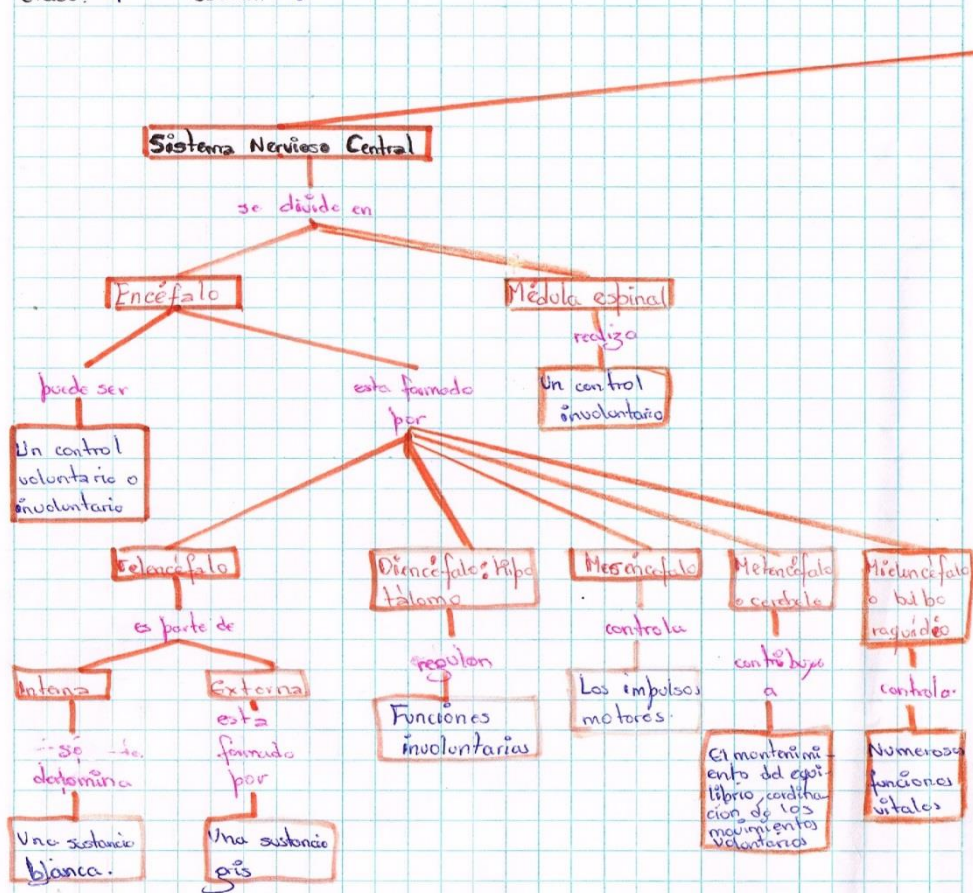 Sistema Nervioso Central
se divide en
Encéfalo
Médula espinal
realiza
Un control
involuntario
puede ser
Un control
voluntario o
involuntario
esta formado
por
Telencéfalo
Diencéfalo: Hipo
tálamo
Mesencéfalo
Metencéfalo
o cerebelo
Mielencéfalo
o bulbo
raquídeo
es parte de
regulan
controla
contribuye
a
controla.
Interna
Externa
se
esta
formado
por
Funciones
involuntarias
Los impulsos
motores.
El mantenimi-
ento del equi-
librio, cordina-
ción de los
movimientos
voluntarios
Numerosas
funciones
vitales
Una sustancia
blanca.
Una sustancia
gris